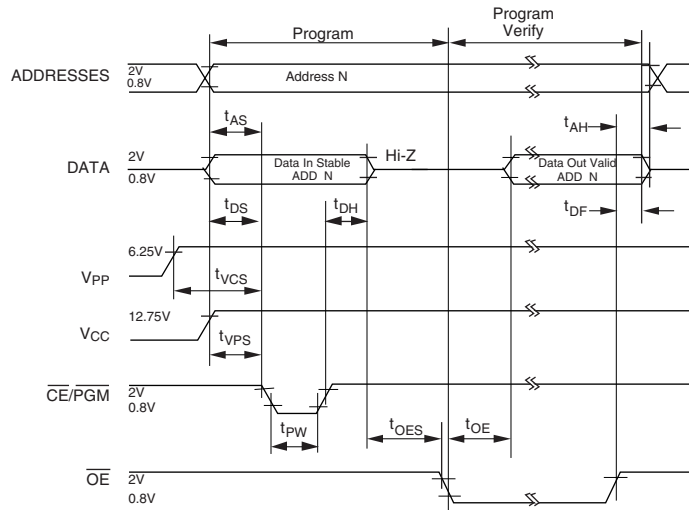 Program
Program
Verify
ADDRESSES
2V
0.8V
Address N
tAS
tAH
DATA
2V
0.8V
Data In Stable
ADD N
Hi-Z
Data Out Valid
ADD N
tDS
tDH
tDF
6.25V
VPP
tVCS
12.75V
VCC
tVPS
CE/PGM
2V
0.8V
tPW
tOES
tOE
OE
2V
0.8V